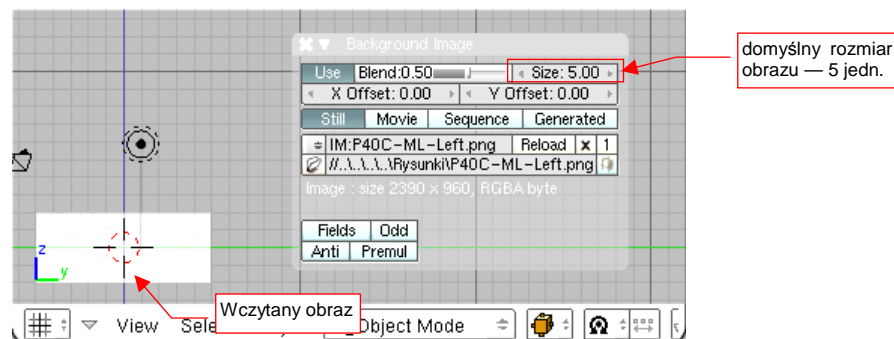 Background Image
Use Blend:0.50 Size: 5.00
X Offset: 0.00 Y Offset: 0.00
Still Movie Sequence Generated
IM:P40C-ML-Left.png Reload x 1
//..\..\..\..\Rysunki\P40C-ML-Left.png
Image : size 2390 x 960, RGBA byte
Fields Odd
Anti Premul
domyślny rozmiar
obrazu — 5 jedn.
z
y
Wczytany obraz
View Sele Object Mode